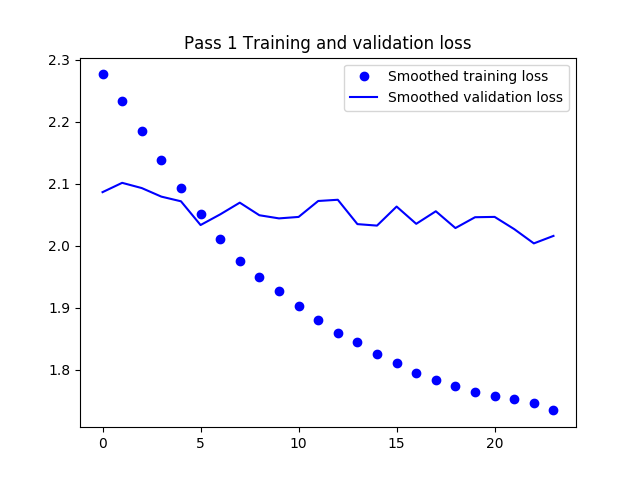 Pass 1 Training and validation loss
Smoothed training loss
Smoothed validation loss
2.3
2.2
2.1
2.0
1.9
1.8
0 5 10 15 20